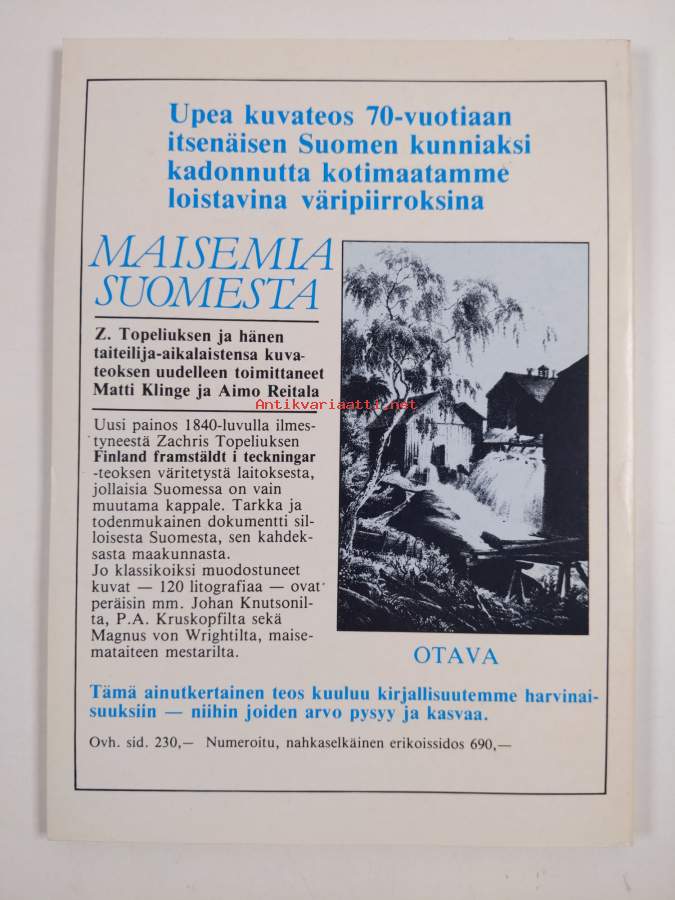 Upea kuvateos 70-vuotiaan
itsenäisen Suomen kunniaksi
kadonnutta kotimaatamme
loistavina väripiirroksina
MAISEMIA
SUOMESTA
Z. Topeliuksen ja hänen
taiteilija-aikalaistensa kuva-
teoksen uudelleen toimittaneet
Matti Klinge ja Aimo Reitala
Uusi painos 1840-luvulla ilmes-
tyneestä Zachris Topeliuksen
Finland framställdt i teckningar
-teoksen väritetystä laitoksesta,
jollaisia Suomessa on vain
muutama kappale. Tarkka ja
todenmukainen dokumentti sil-
loisesta Suomesta, sen kahdek-
sasta maakunnasta.
Jo klassikoiksi muodostuneet
kuvat — 120 litografiaa — ovat
peräisin mm. Johan Knutsonil-
ta, P.A. Kruskopfilta sekä
Magnus von Wrightilta, maise-
mataiteen mestarilta.
Antikvariaatti.net
OTAVA
Tämä ainutkertainen teos kuuluu kirjallisuutemme harvinai-
suuksiin — niihin joiden arvo pysyy ja kasvaa.
Ovh. sid. 230,— Numeroitu, nahkaselkäinen erikoissidos 690,—